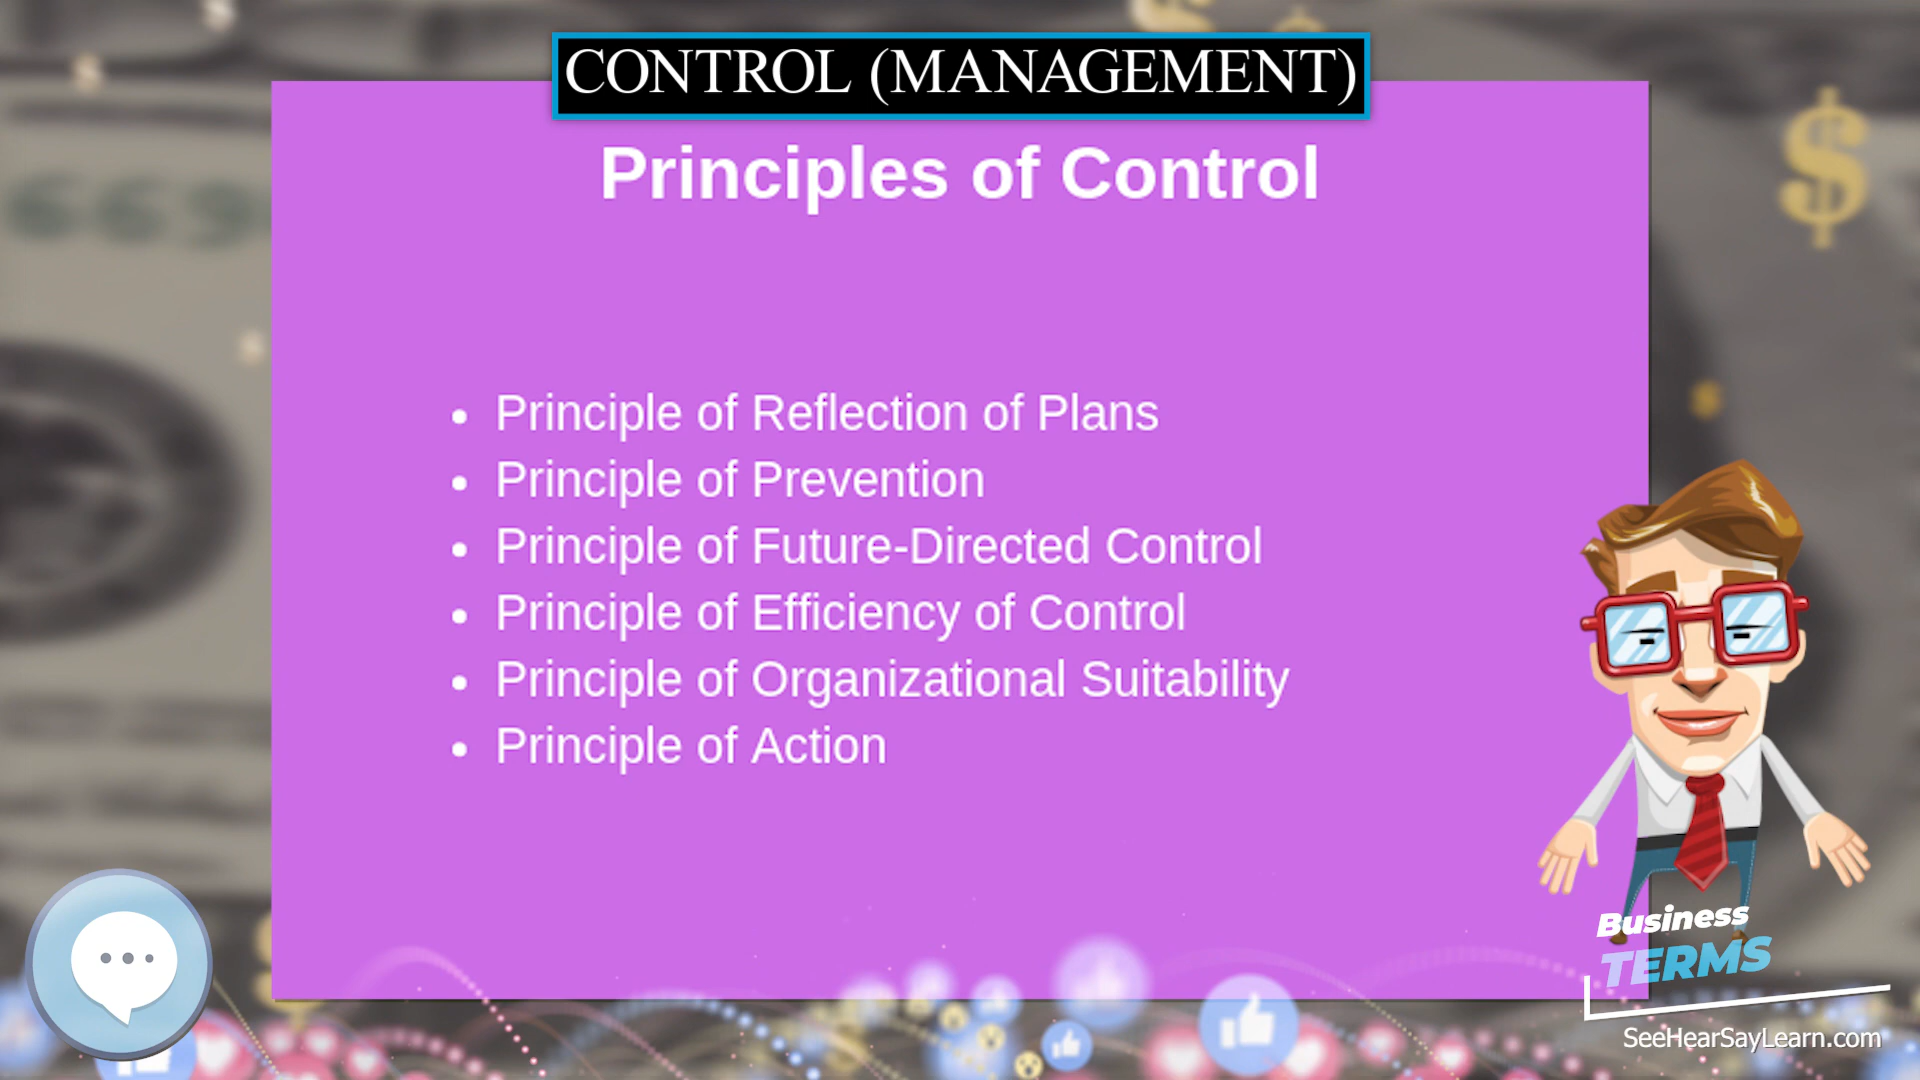 CONTROL (MANAGEMENT)
Principles of Control
• Principle of Reflection of Plans
• Principle of Prevention
• Principle of Future-Directed Control
• Principle of Efficiency of Control
• Principle of Organizational Suitability
• Principle of Action
669
Business
TERMS
SeeHearSayLearn.com